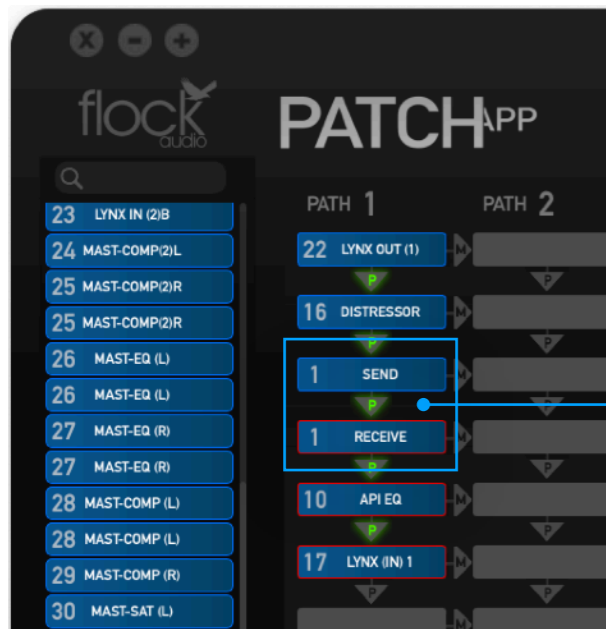 X - +
flock
audio
PATCH APP
PATH 1 PATH 2
23 LYNX IN (2)B
24 MAST-COMP(2)L
25 MAST-COMP(2)R
25 MAST-COMP(2)R
26 MAST-EQ (L)
26 MAST-EQ (L)
27 MAST-EQ (R)
27 MAST-EQ (R)
28 MAST-COMP (L)
28 MAST-COMP (L)
29 MAST-COMP (R)
30 MAST-SAT (L)
22 LYNX OUT (1) M
P P
16 DISTRESSOR M
P P
1 SEND M
P P
1 RECEIVE M
P P
10 API EQ M
P P
17 LYNX (IN) 1 M
P P
M